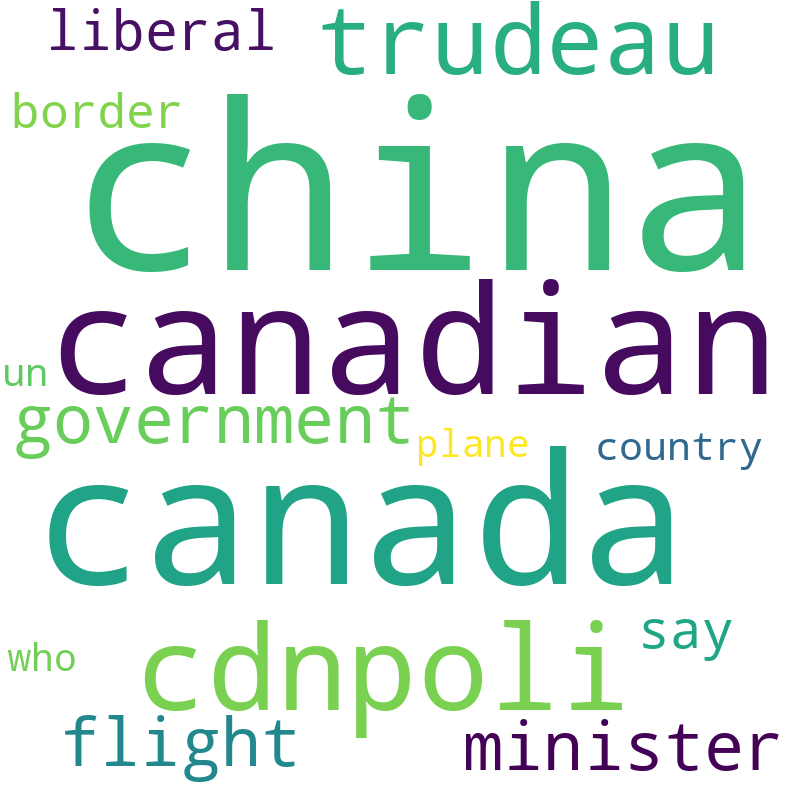 liberal trudeau
border
china
canadian
un
government
plane country
canada
say
who cdnpoli
flight minister